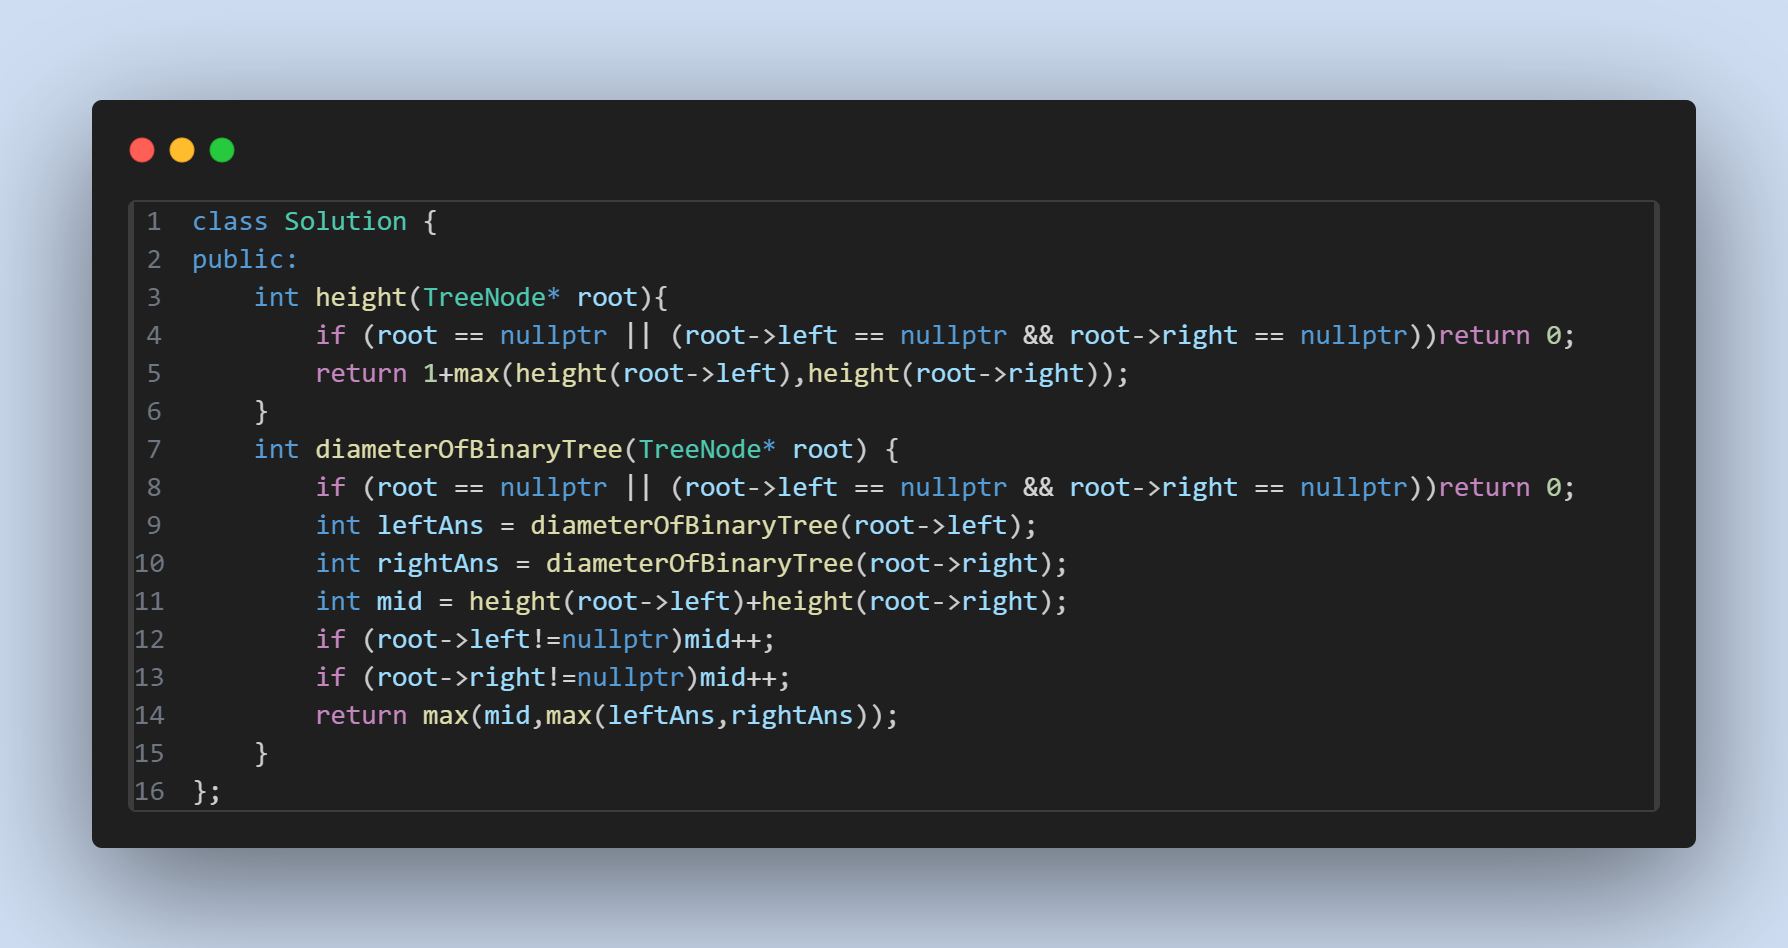 1 class Solution {
2 public:
3     int height(TreeNode* root){
4         if (root == nullptr || (root->left == nullptr && root->right == nullptr))return 0;
5         return 1+max(height(root->left),height(root->right));
6     }
7     int diameterOfBinaryTree(TreeNode* root) {
8         if (root == nullptr || (root->left == nullptr && root->right == nullptr))return 0;
9         int leftAns = diameterOfBinaryTree(root->left);
10         int rightAns = diameterOfBinaryTree(root->right);
11         int mid = height(root->left)+height(root->right);
12         if (root->left!=nullptr)mid++;
13         if (root->right!=nullptr)mid++;
14         return max(mid,max(leftAns,rightAns));
15     }
16 };